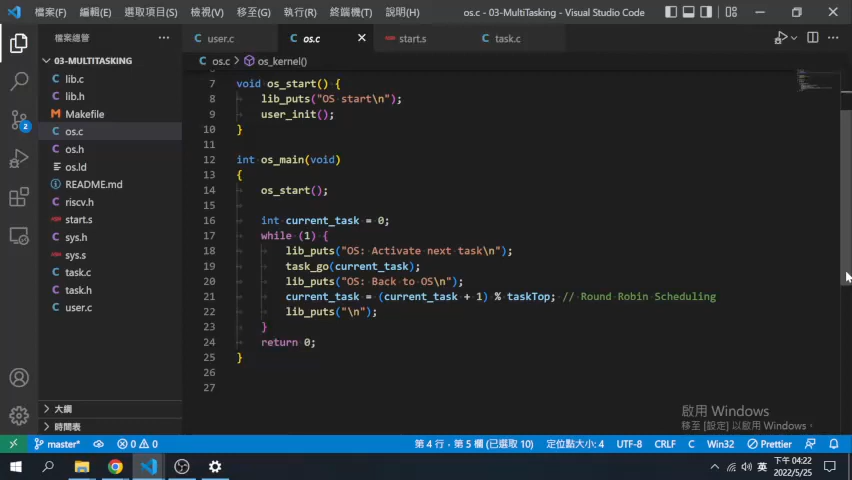 檔案(F) 編輯(E) 選取項目(S) 檢視(V) 移至(G) 執行(R) 終端機(T) 說明(H) os.c - 03-MultiTasking - Visual Studio Code
檔案總管 ...
user.c os.c start.s task.c
os.c > os_kernel()
03-MULTITASKING
lib.c
lib.h
Makefile
os.c
os.h
os.ld
README.md
riscv.h
start.s
sys.h
sys.s
task.c
task.h
user.c
大綱
時間表
2
7 void os_start() {
8 lib_puts("OS start\n");
9 user_init();
10 }
11
12 int os_main(void)
13 {
14 os_start();
15
16 int current_task = 0;
17 while (1) {
18 lib_puts("OS: Activate next task\n");
19 task_go(current_task);
20 lib_puts("OS: Back to OS\n");
21 current_task = (current_task + 1) % taskTop; // Round Robin Scheduling
22 lib_puts("\n");
23 }
24 return 0;
25 }
26
27
啟用 Windows
移至 [設定] 以啟用 Windows。
master* 0 0 第 4 行，第 5 欄 (已選取 10) 定位點大小: 4 UTF-8 CRLF C Win32 Prettier
英 下午 04:22
2022/5/25